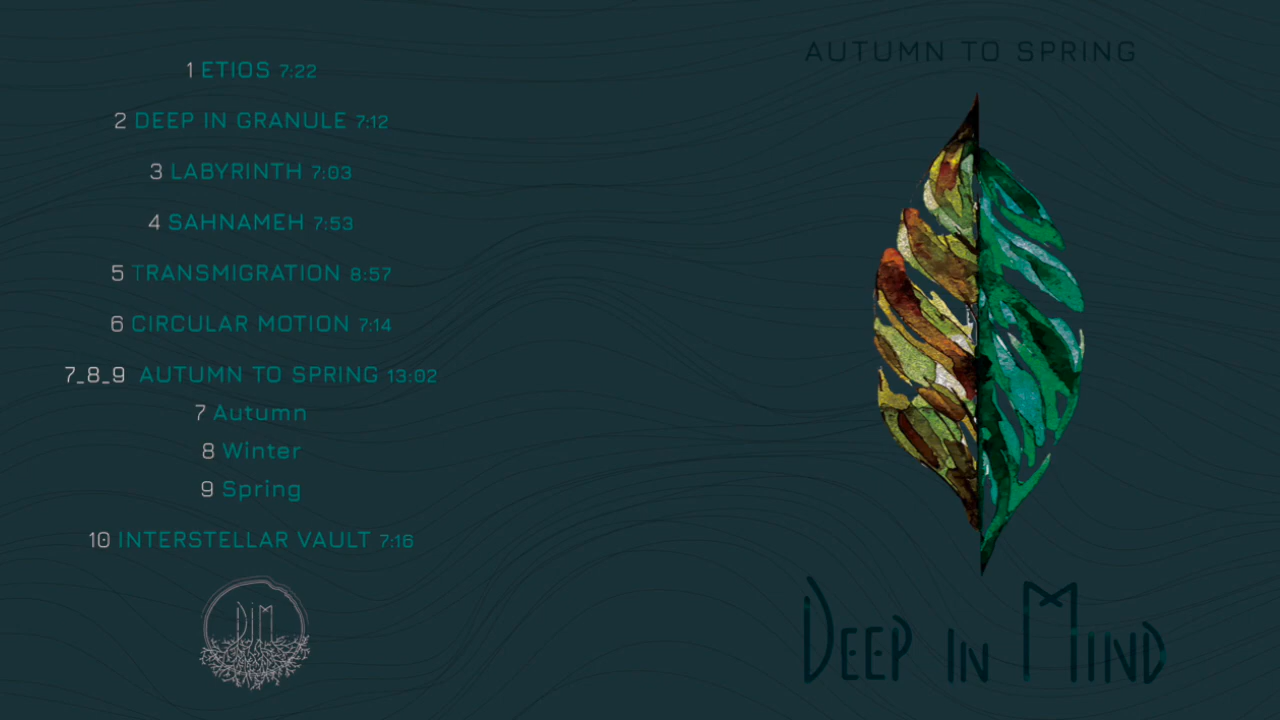 1 ETIOS 7:22
2 DEEP IN GRANULE 7:12
3 LABYRINTH 7:03
4 SAHNAMEH 7:53
5 TRANSMIGRATION 8:57
6 CIRCULAR MOTION 7:14
7_8_9 AUTUMN TO SPRING 13:02
7 Autumn
8 Winter
9 Spring
10 INTERSTELLAR VAULT 7:16
DIM
AUTUMN TO SPRING
DEEP IN MIND